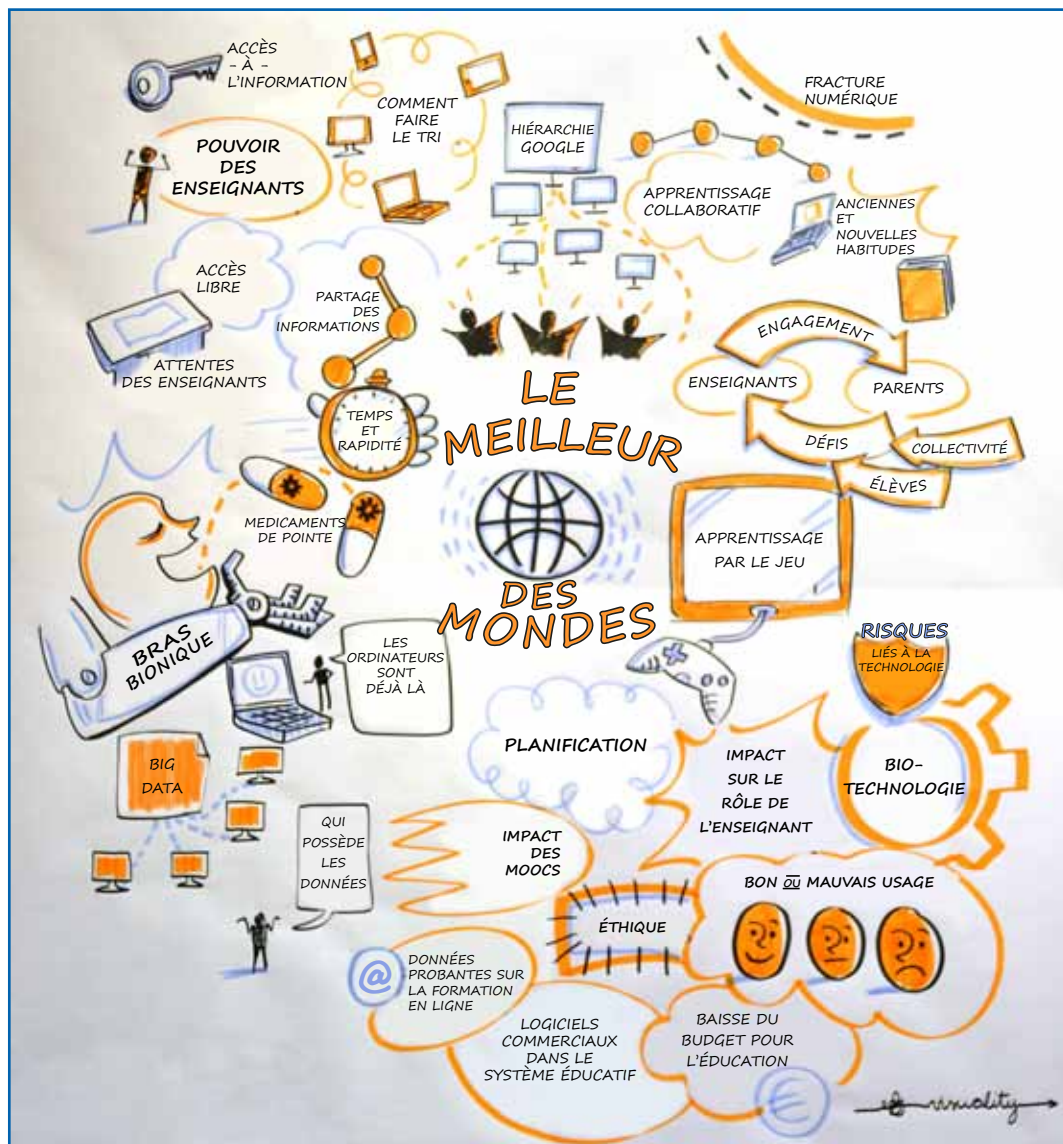 ACCÈS
- À -
L'INFORMATION
COMMENT
FAIRE
LE TRI
POUVOIR
DES
ENSEIGNANTS
HIÉRARCHIE
GOOGLE
FRACTURE
NUMÉRIQUE
APPRENTISSAGE
COLLABORATIF
ANCIENNES
ET
NOUVELLES
HABITUDES
ACCÈS
LIBRE
PARTAGE
DES
INFORMATIONS
ATTENTES
DES ENSEIGNANTS
TEMPS
ET
RAPIDITÉ
ENGAGEMENT
ENSEIGNANTS
PARENTS
DÉFIS
COLLECTIVITÉ
ÉLÈVES
LE
MEILLEUR
DES
MONDES
MEDICAMENTS
DE POINTE
APPRENTISSAGE
PAR LE JEU
BRAS
BIONIQUE
LES
ORDINATEURS
SONT
DÉJÀ LÀ
RISQUES
LIÉS À LA
TECHNOLOGIE
PLANIFICATION
IMPACT
SUR LE
RÔLE DE
L'ENSEIGNANT
BIO-
TECHNOLOGIE
BIG
DATA
QUI
POSSÈDE
LES
DONNÉES
IMPACT
DES
MOOCS
BON OU MAUVAIS USAGE
ÉTHIQUE
@
DONNÉES
PROBANTES SUR
LA FORMATION
EN LIGNE
LOGICIELS
COMMERCIAUX
DANS LE
SYSTÈME ÉDUCATIF
BAISSE DU
BUDGET POUR
L'ÉDUCATION
€
visuality